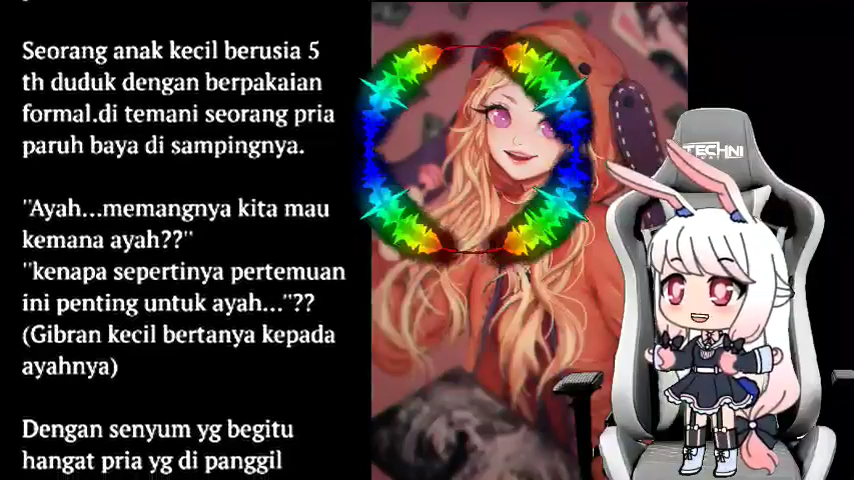 Seorang anak kecil berusia 5
th duduk dengan berpakaian
formal.di temani seorang pria
paruh baya di sampingnya.
"Ayah...memangnya kita mau
kemana ayah??"
"kenapa sepertinya pertemuan
ini penting untuk ayah..."??
(Gibran kecil bertanya kepada
ayahnya)
Dengan senyum yg begitu
hangat pria yg di panggil
TECHNI